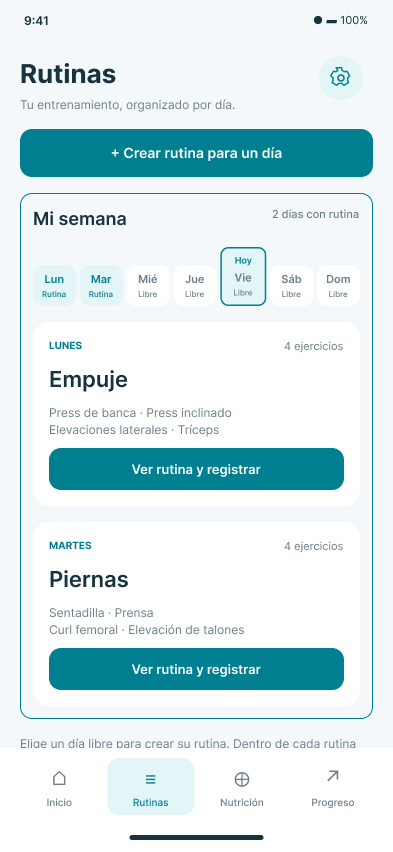 9:41
100%
Rutinas
Tu entrenamiento, organizado por día.
+ Crear rutina para un día
Mi semana
2 días con rutina
Lun
Rutina
Mar
Rutina
Mié
Libre
Jue
Libre
Hoy
Vie
Libre
Sáb
Libre
Dom
Libre
LUNES
4 ejercicios
Empuje
Press de banca · Press inclinado
Elevaciones laterales · Tríceps
Ver rutina y registrar
MARTES
4 ejercicios
Piernas
Sentadilla · Prensa
Curl femoral · Elevación de talones
Ver rutina y registrar
Elige un día libre para crear su rutina. Dentro de cada rutina
Inicio
Rutinas
Nutrición
Progreso